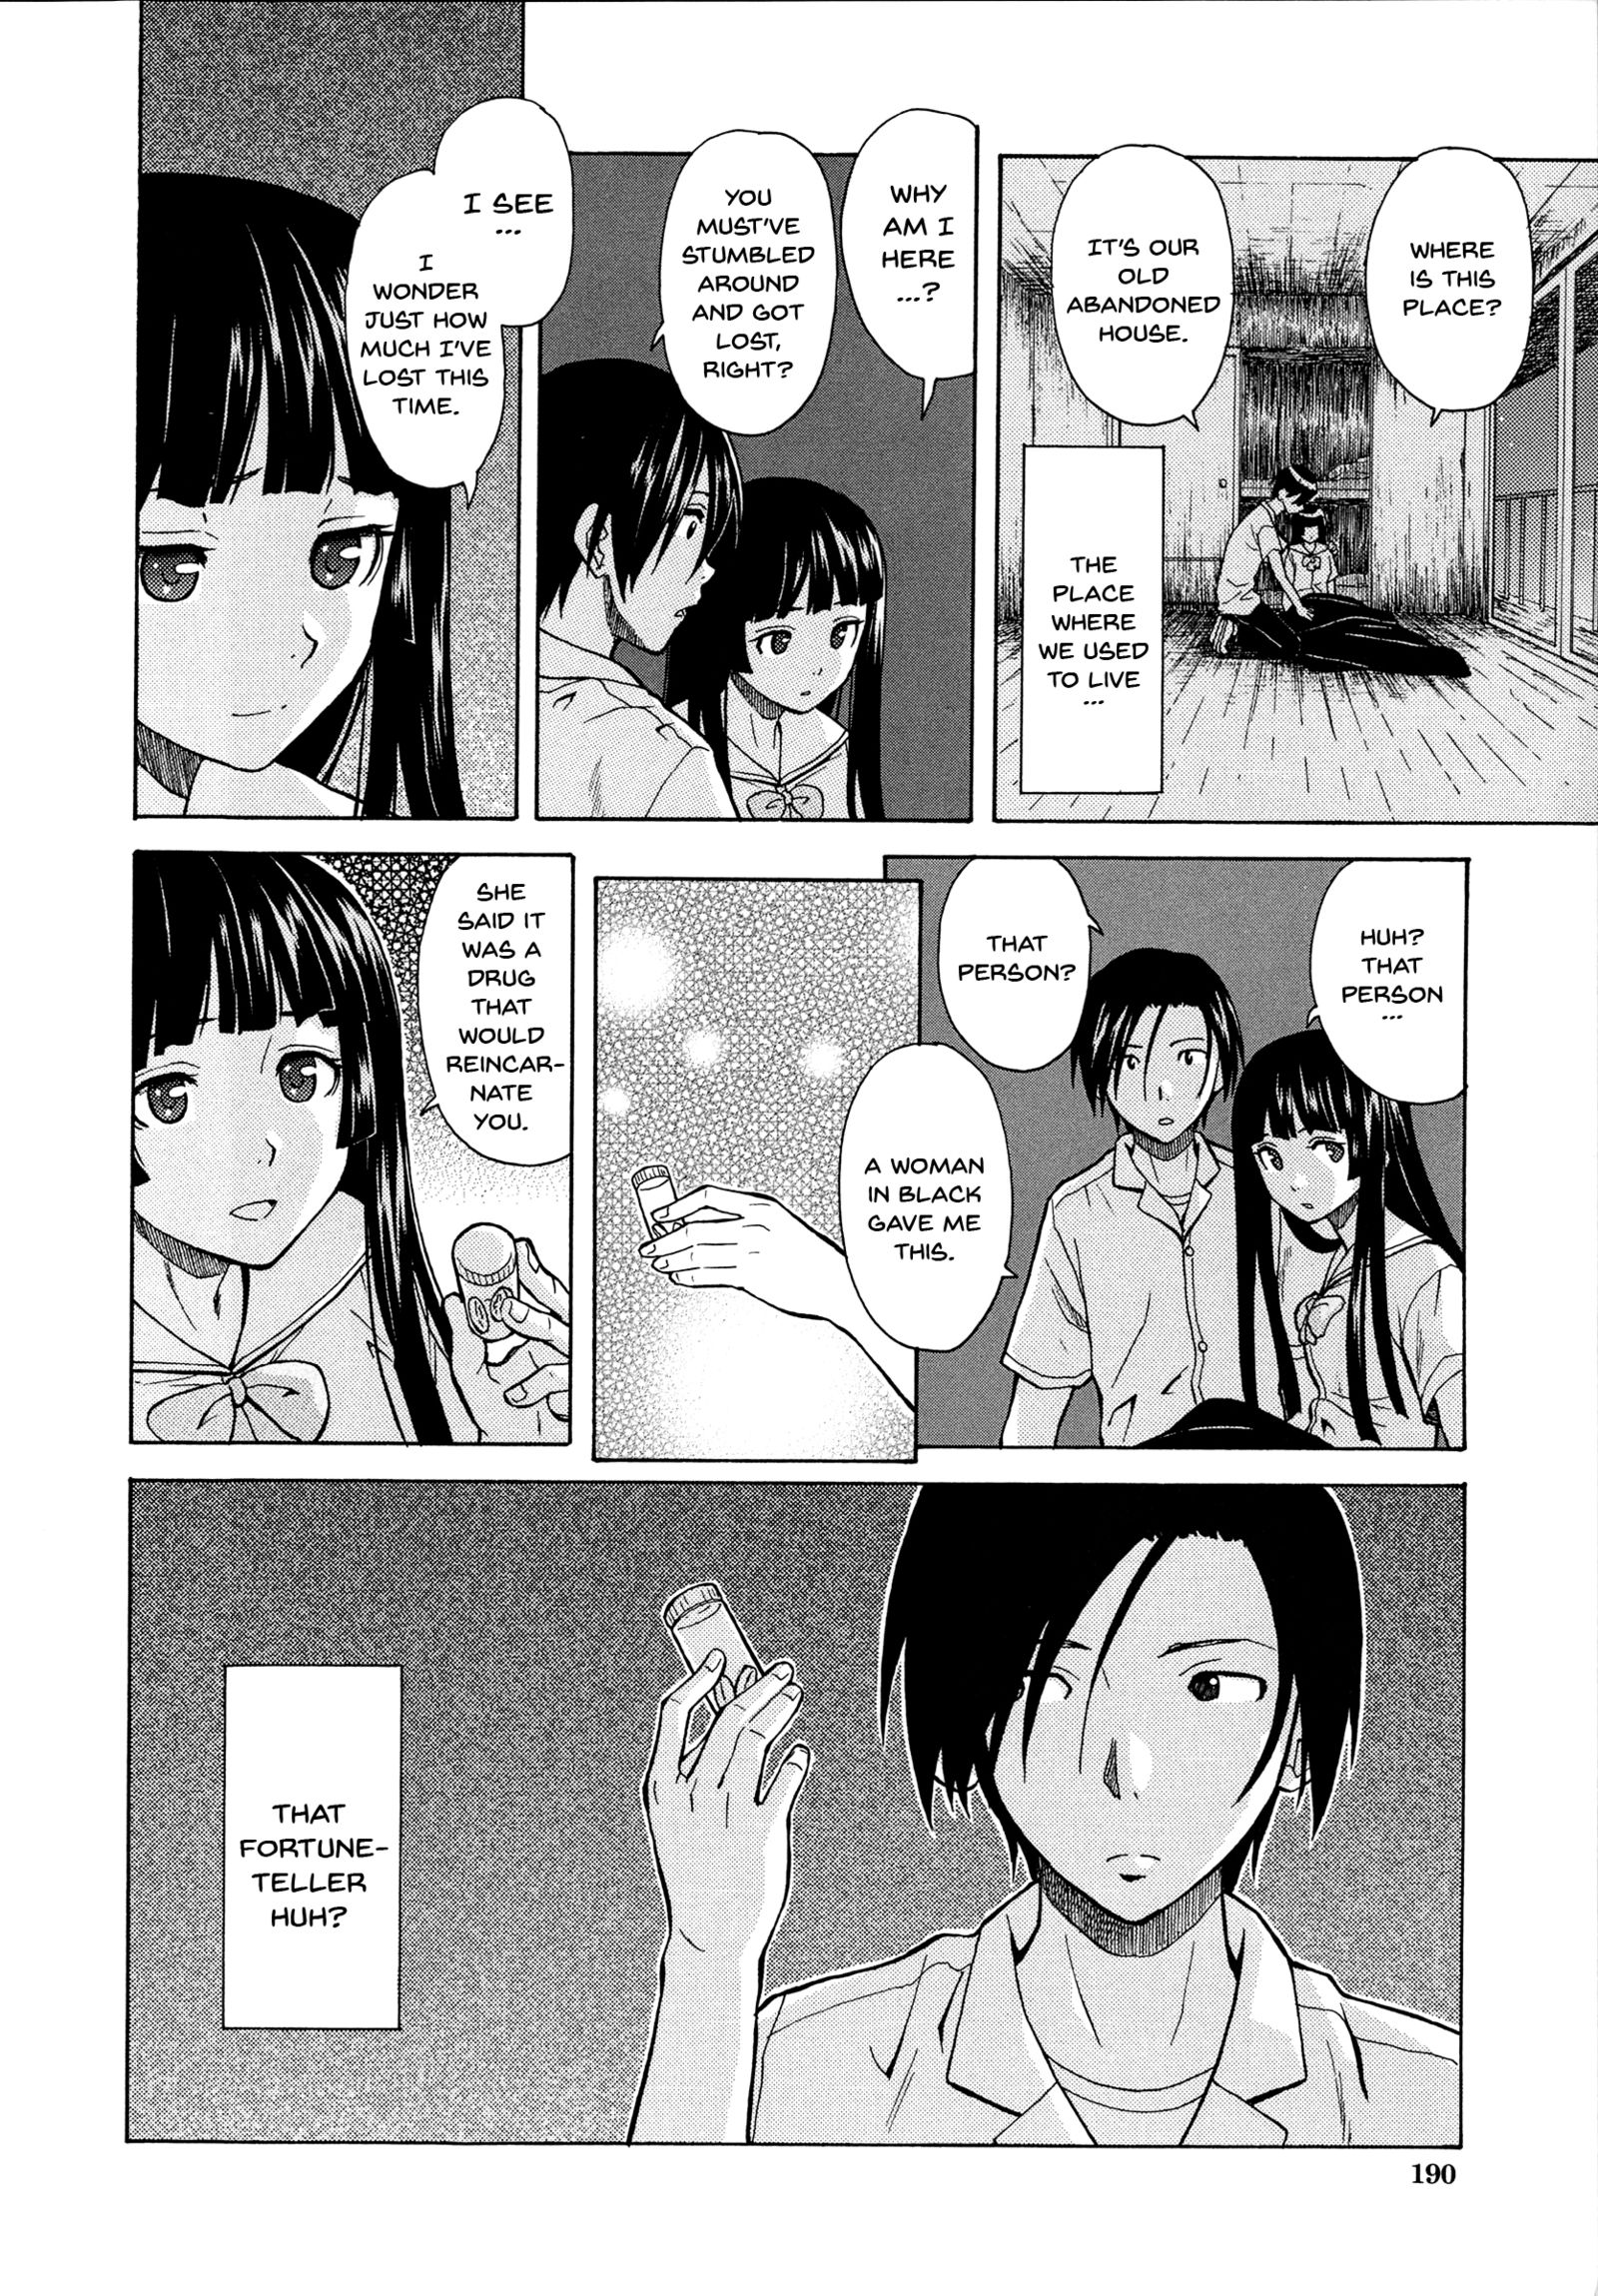 WHERE
IS THIS
PLACE?
IT'S OUR
OLD
ABANDONED
HOUSE.
THE
PLACE
WHERE
WE USED
TO LIVE
...
WHY
AM I
HERE
...?
YOU
MUST'VE
STUMBLED
AROUND
AND GOT
LOST,
RIGHT?
I SEE
...
I
WONDER
JUST HOW
MUCH I'VE
LOST THIS
TIME.
HUH?
THAT
PERSON
...
THAT
PERSON?
A WOMAN
IN BLACK
GAVE ME
THIS.
SHE
SAID IT
WAS A
DRUG
THAT
WOULD
REINCAR-
NATE
YOU.
THAT
FORTUNE-
TELLER
HUH?
190